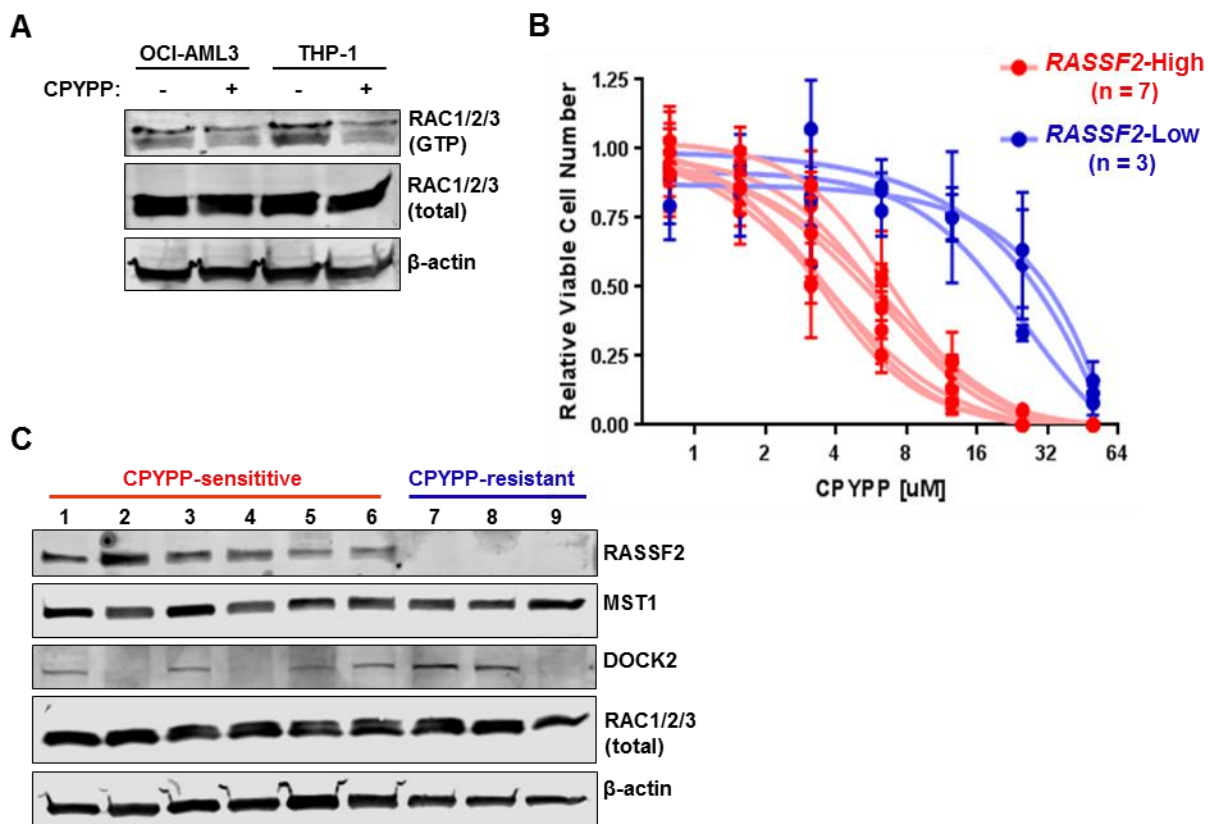 A
OCI-AML3 THP-1
CPYPP: - + - +
RAC1/2/3
(GTP)
RAC1/2/3
(total)
β-actin
B
RASSF2-High
(n = 7)
RASSF2-Low
(n = 3)
Relative Viable Cell Number
1.25
1.00
0.75
0.50
0.25
0.00
1 2 4 8 16 32 64
CPYPP [uM]
C
CPYPP-sensititive CPYPP-resistant
1 2 3 4 5 6 7 8 9
RASSF2
MST1
DOCK2
RAC1/2/3
(total)
β-actin